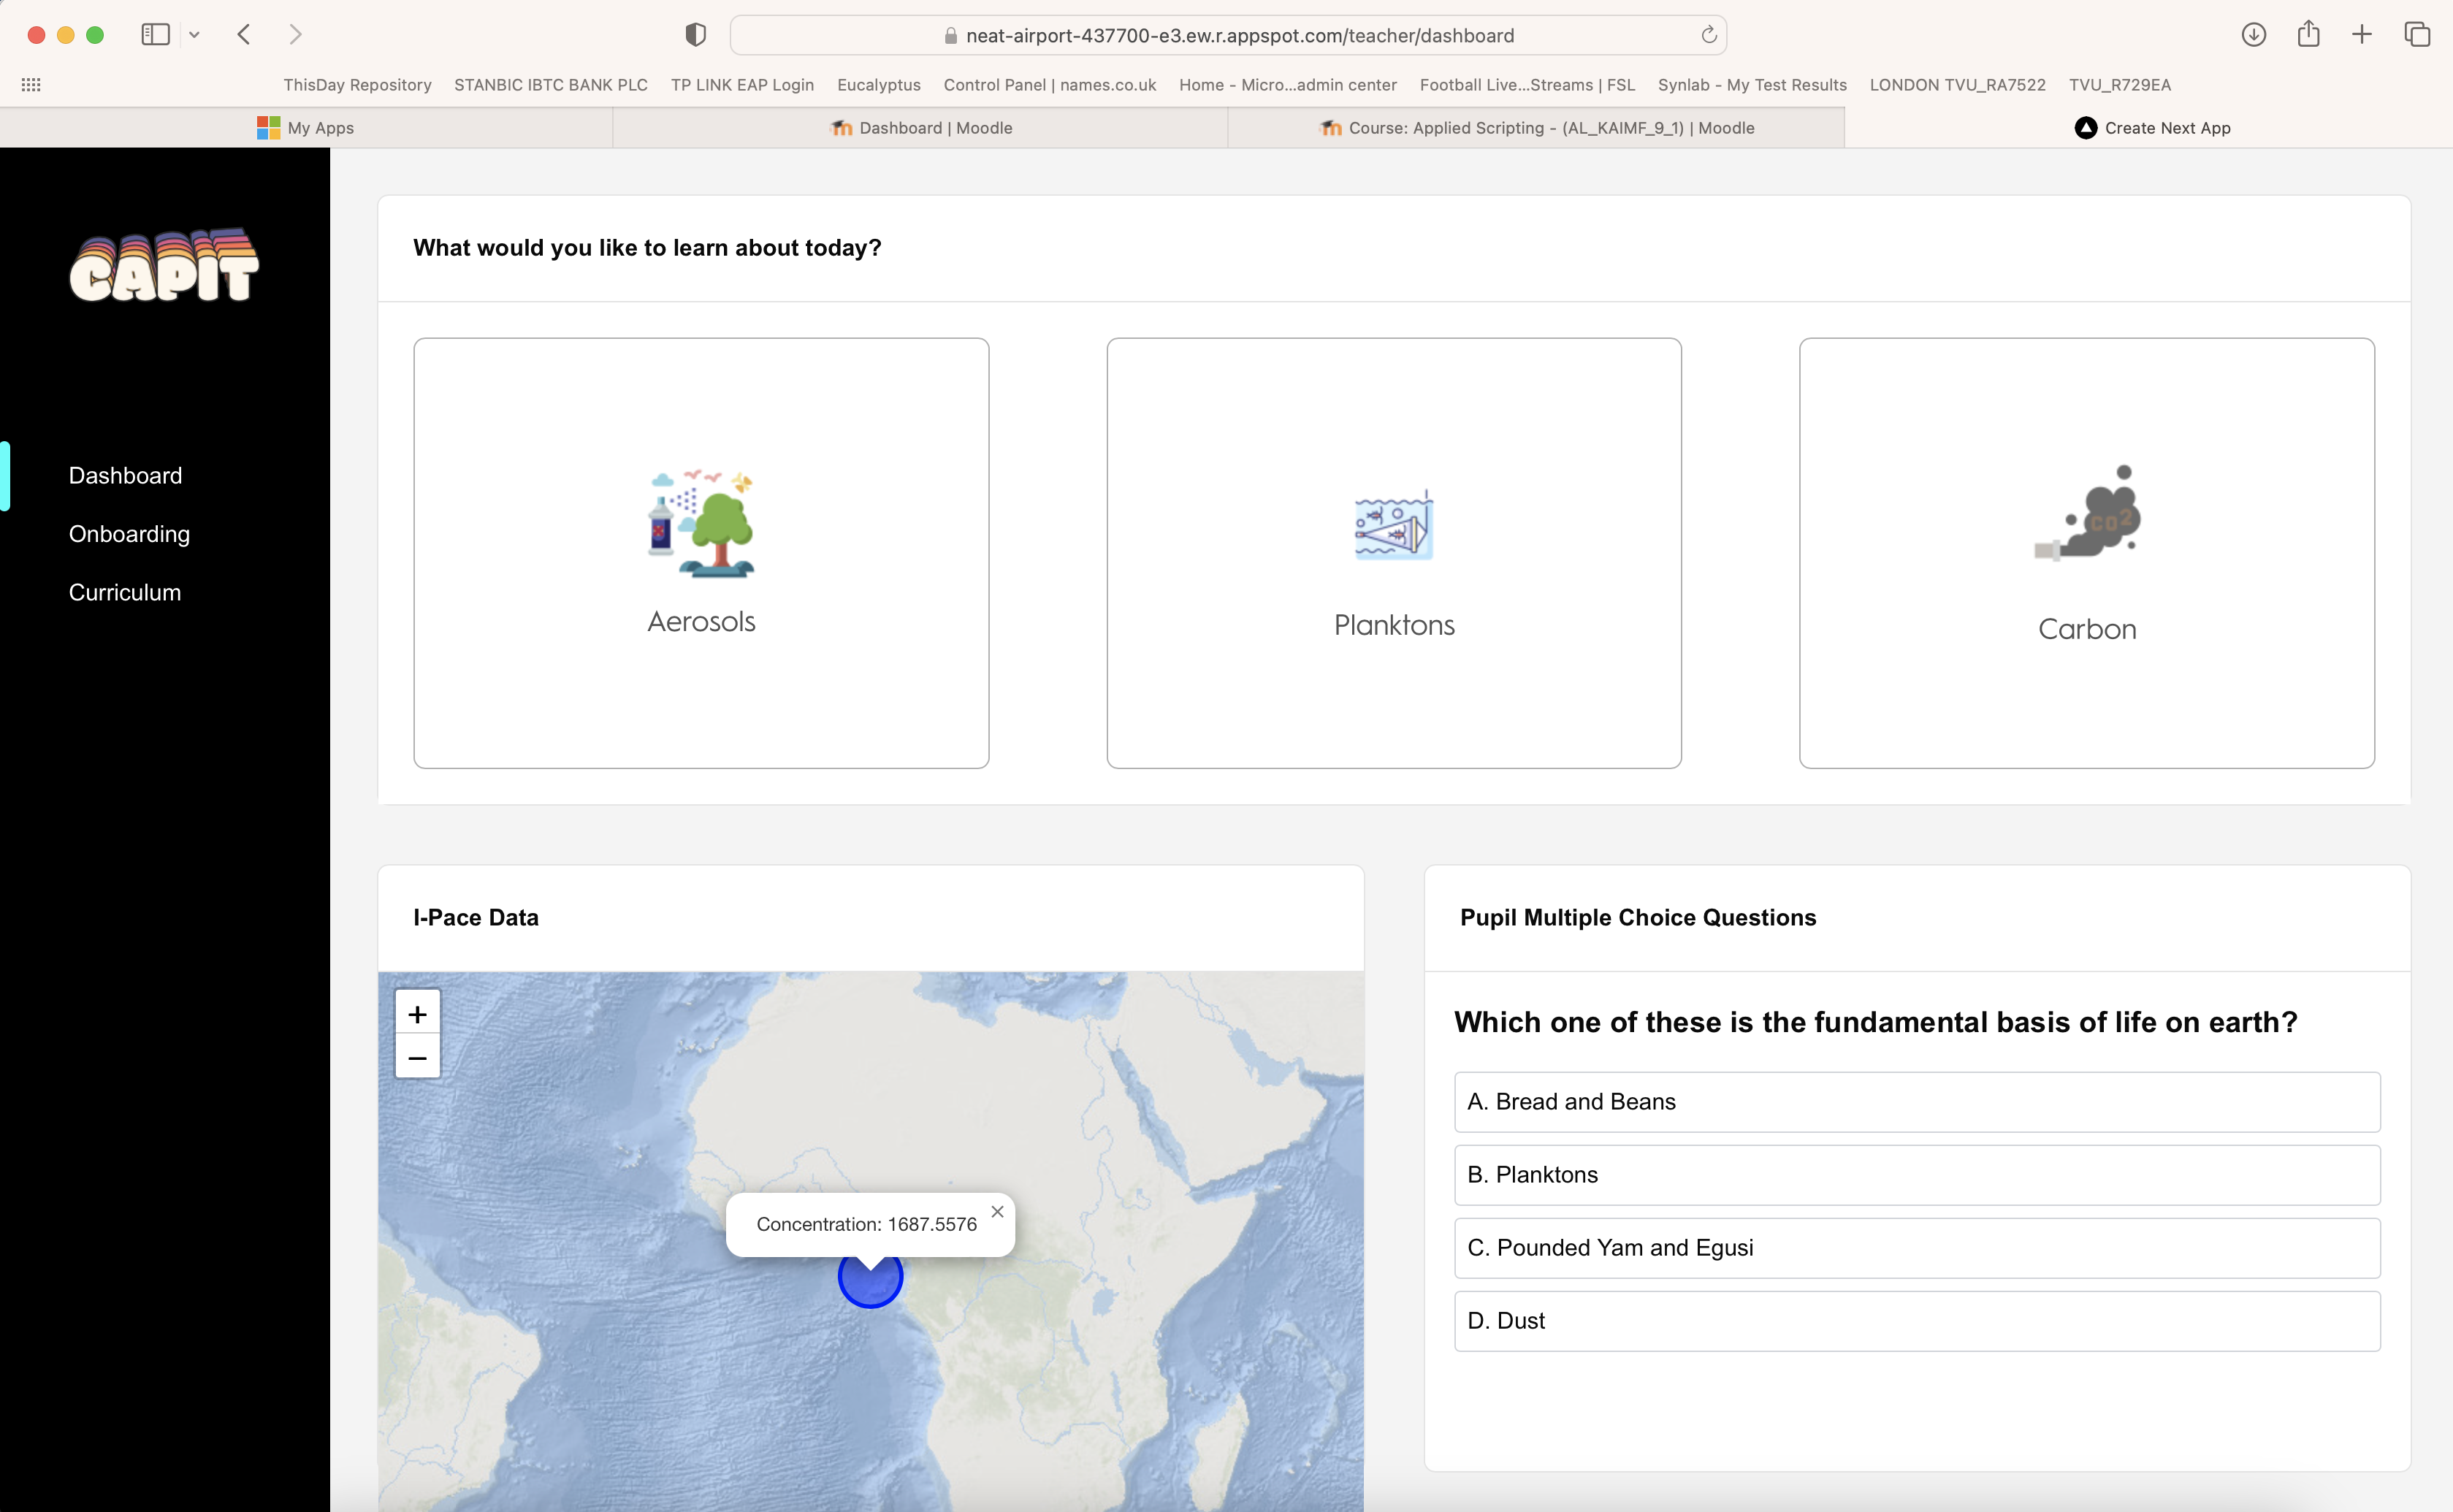 neat-airport-437700-e3.ew.r.appspot.com/teacher/dashboard
ThisDay Repository STANBIC IBTC BANK PLC TP LINK EAP Login Eucalyptus Control Panel | names.co.uk Home - Micro...admin center Football Live...Streams | FSL Synlab - My Test Results LONDON TVU_RA7522 TVU_R729EA
My Apps Dashboard | Moodle Course: Applied Scripting - (AL_KAIMF_9_1) | Moodle Create Next App
CAPIT
Dashboard
Onboarding
Curriculum
What would you like to learn about today?
Aerosols
Planktons
CO2
Carbon
I-Pace Data
+
−
Concentration: 1687.5576 ×
Pupil Multiple Choice Questions
Which one of these is the fundamental basis of life on earth?
A. Bread and Beans
B. Planktons
C. Pounded Yam and Egusi
D. Dust